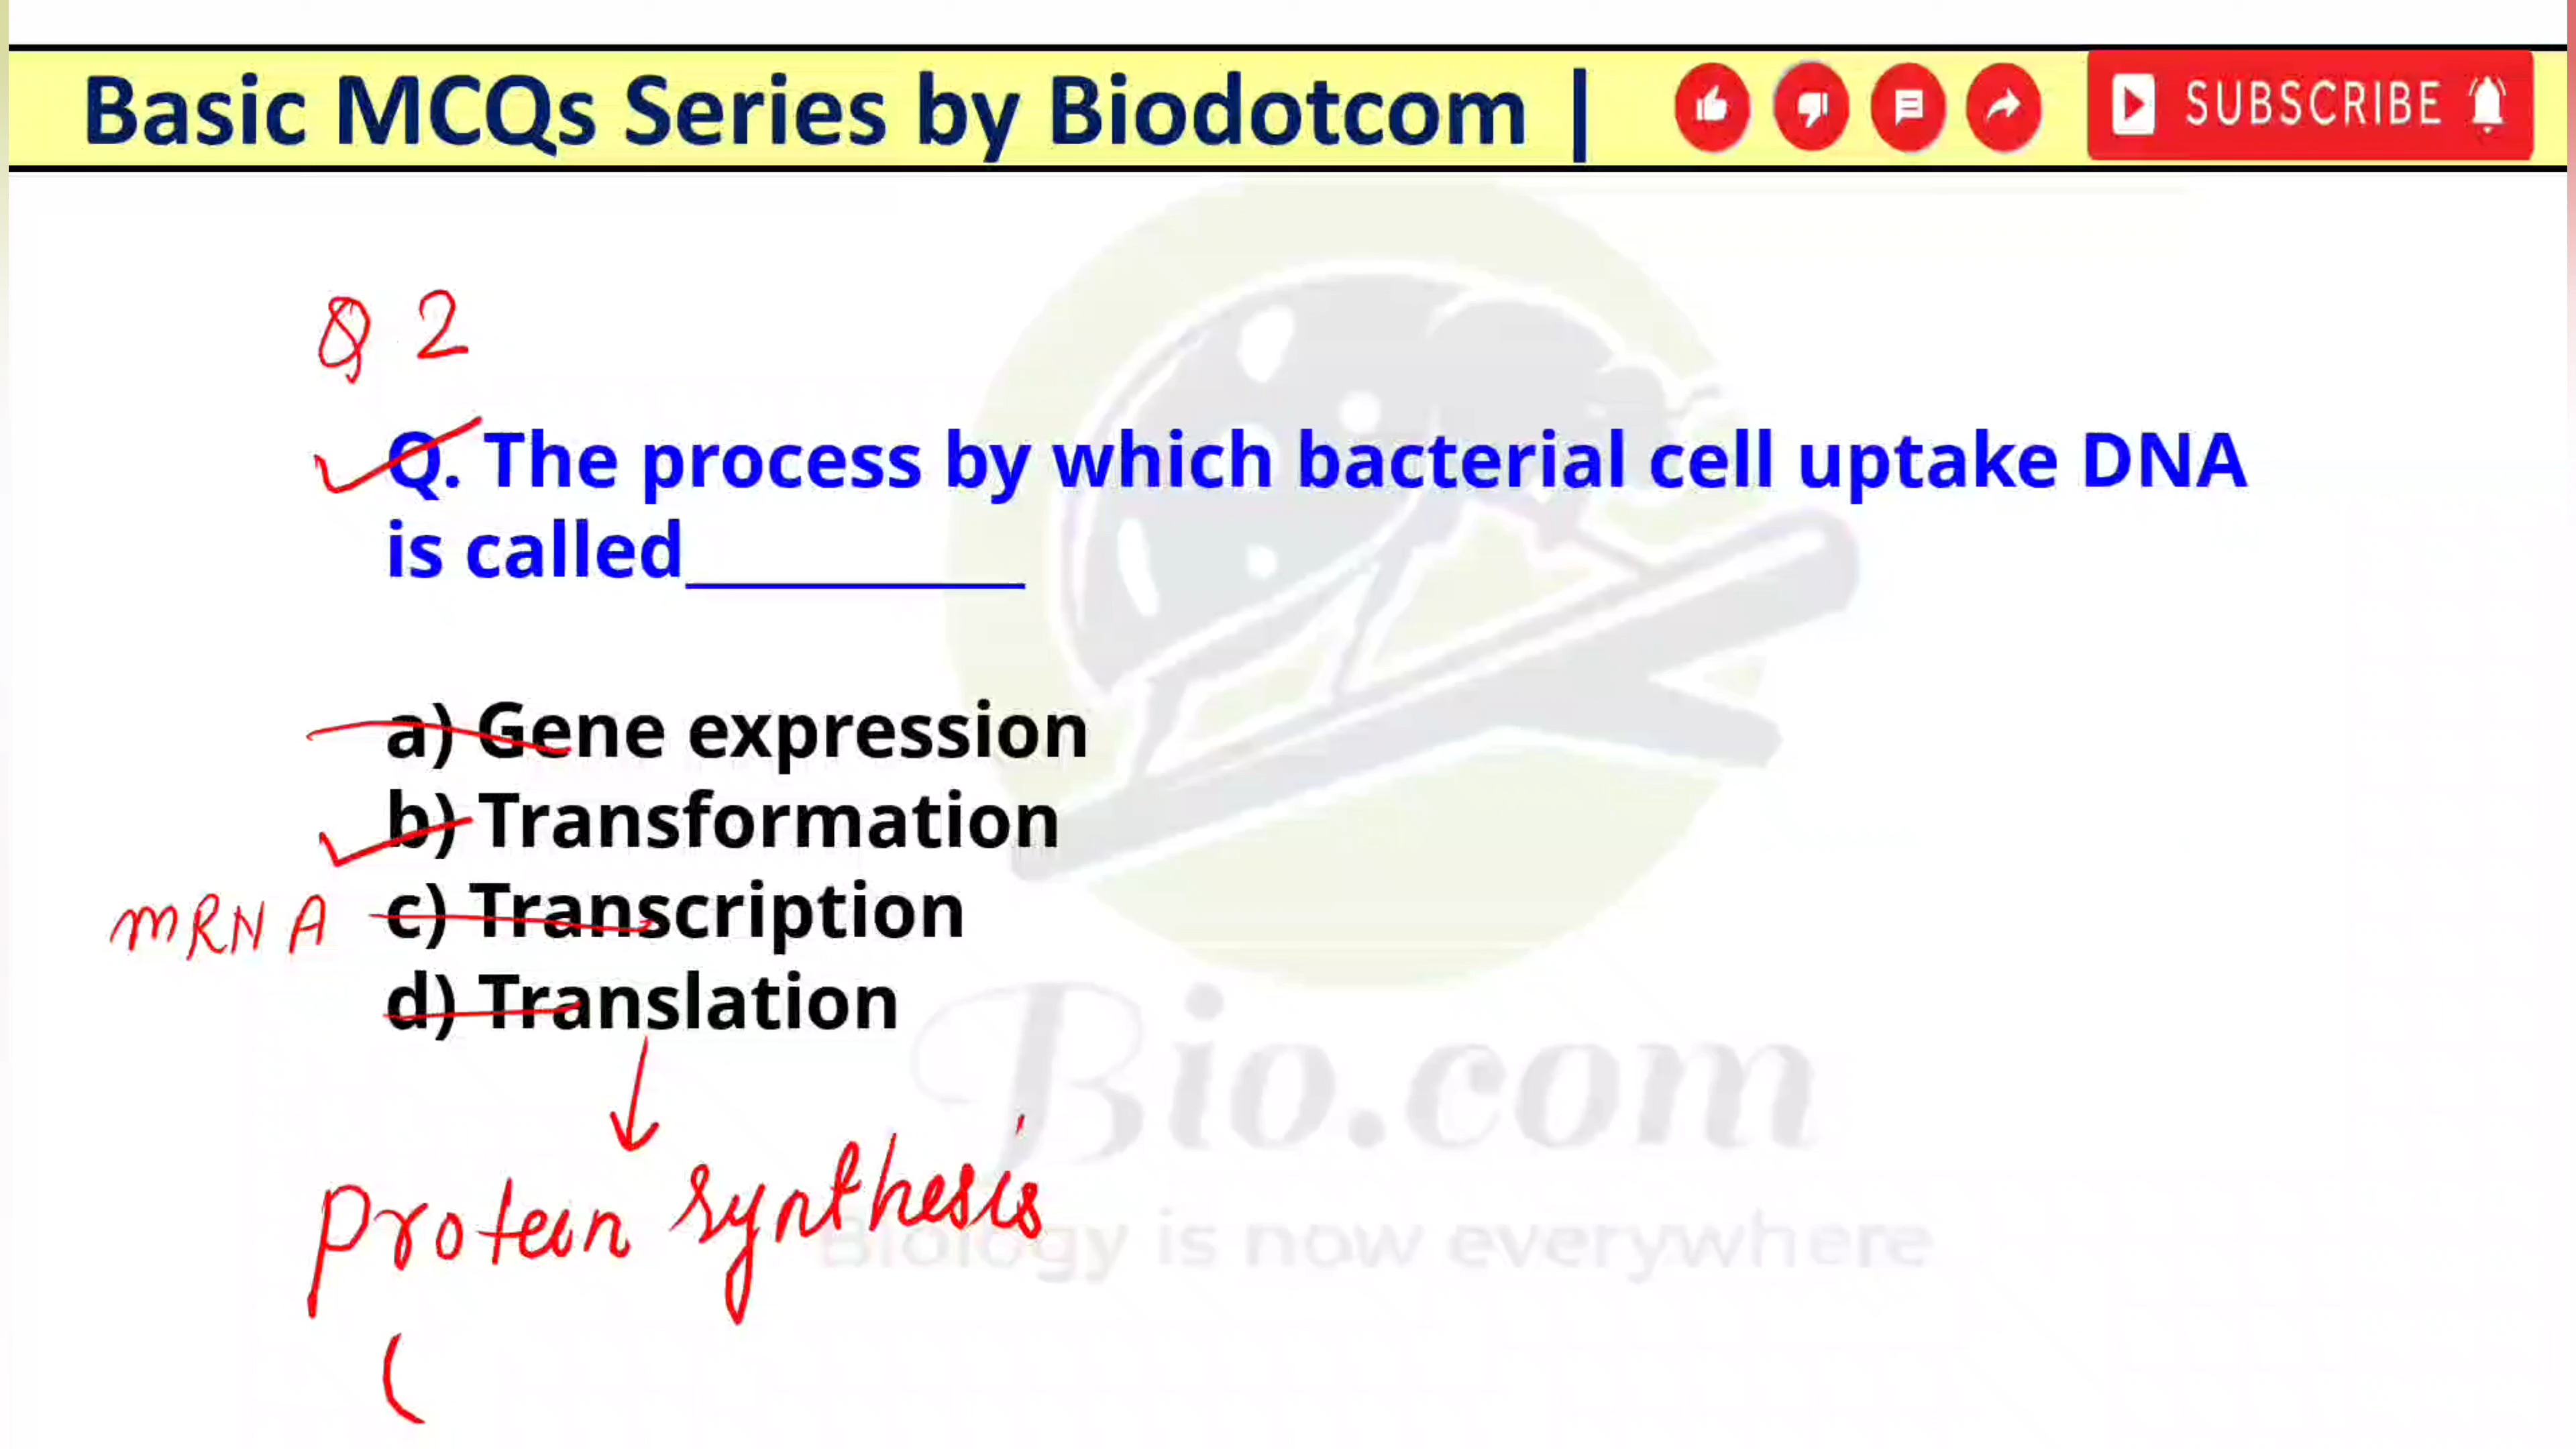 Basic MCQs Series by Biodotcom |
SUBSCRIBE
Q 2
Q. The process by which bacterial cell uptake DNA
is called__________
a) Gene expression
b) Transformation
mRNA c) Transcription
d) Translation
Protein synthesis
(
Bio.com
Biology is now everywhere